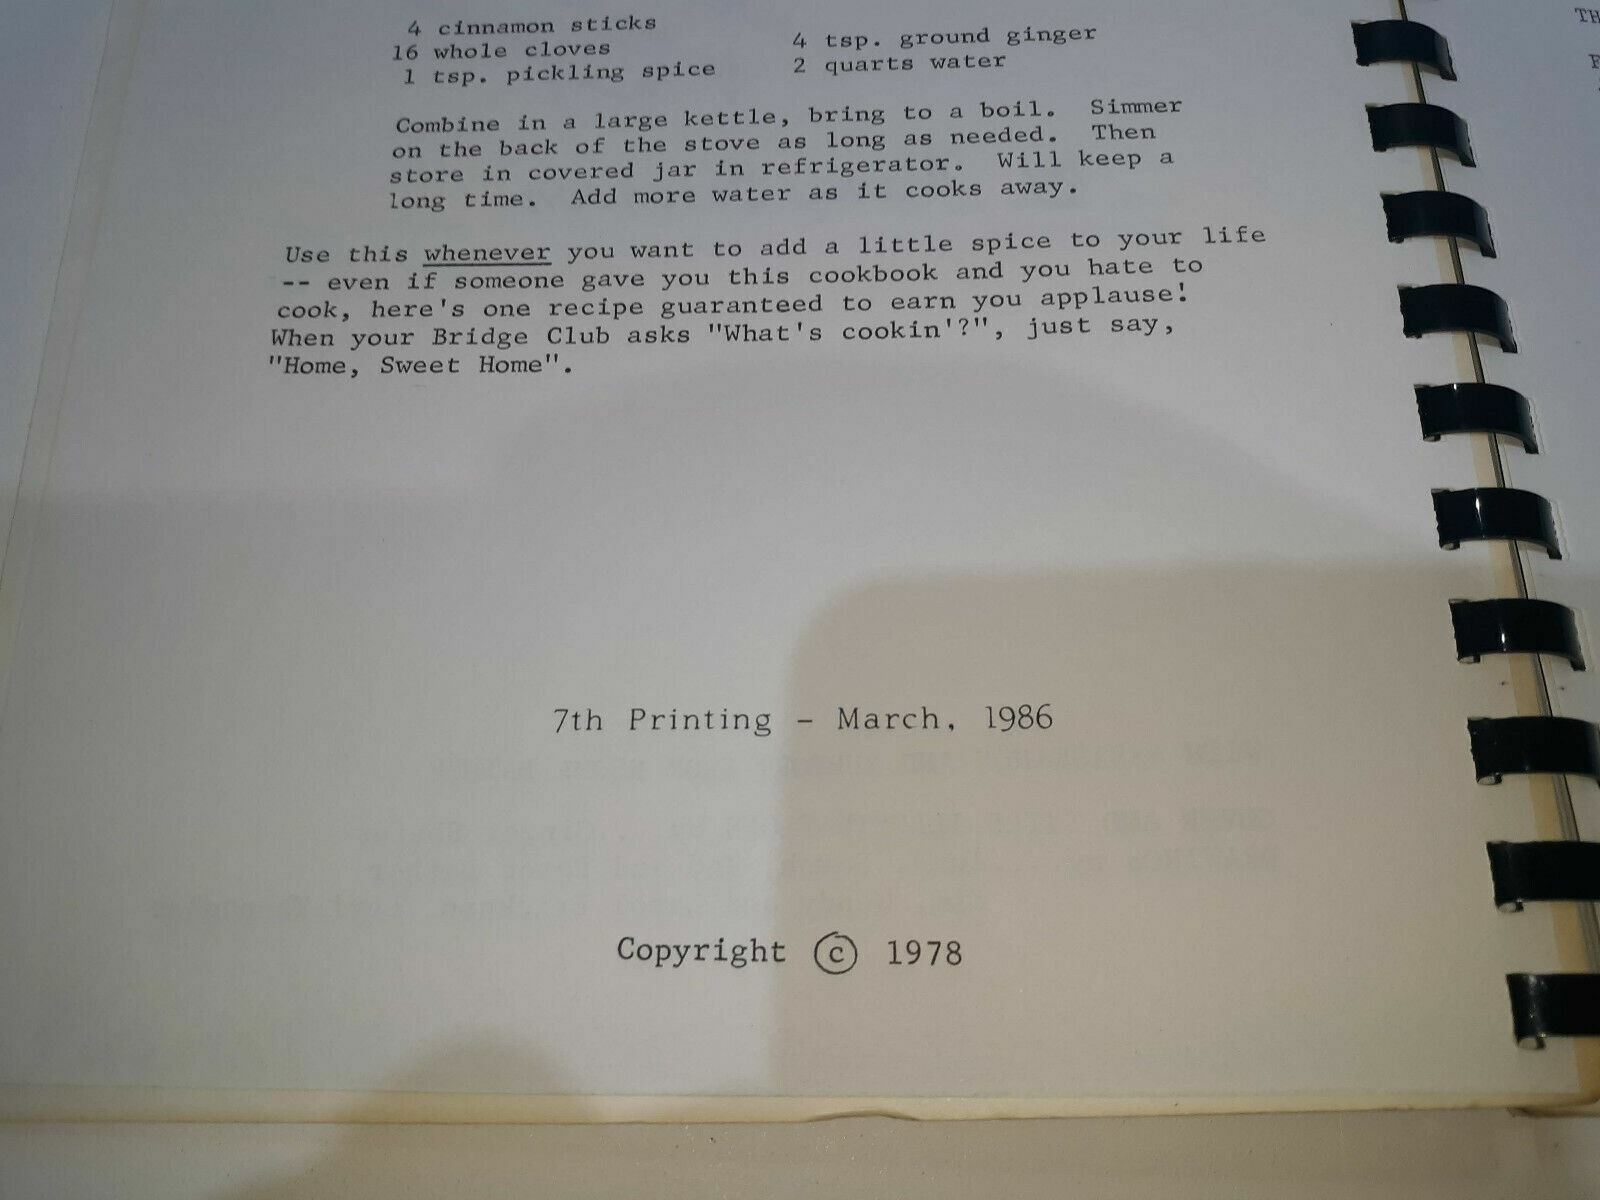 4 cinnamon sticks
16 whole cloves
1 tsp. pickling spice
4 tsp. ground ginger
2 quarts water
Combine in a large kettle, bring to a boil. Simmer
on the back of the stove as long as needed. Then
store in covered jar in refrigerator. Will keep a
long time. Add more water as it cooks away.
Use this whenever you want to add a little spice to your life
-- even if someone gave you this cookbook and you hate to
cook, here's one recipe guaranteed to earn you applause!
When your Bridge Club asks "What's cookin'?", just say,
"Home, Sweet Home".
7th Printing - March, 1986
Copyright © 1978
TH